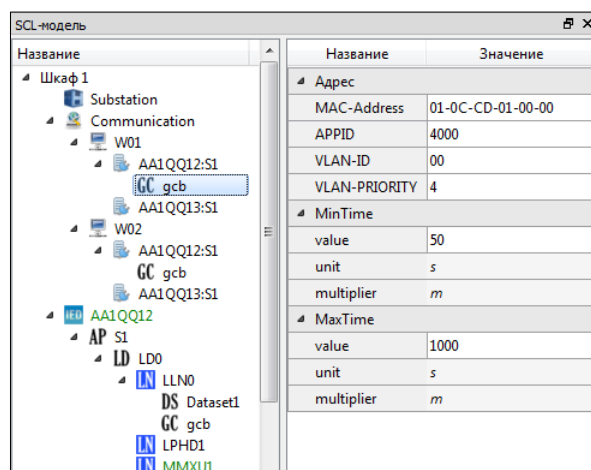 SCL-модель
Название
Шкаф 1
Substation
Communication
W01
AA1QQ12:S1
GC gcb
AA1QQ13:S1
W02
AA1QQ12:S1
GC gcb
AA1QQ13:S1
IED AA1QQ12
AP S1
LD LD0
LN LLN0
DS Dataset1
GC gcb
LN LPHD1
LN MMXU1
Название Значение
Адрес
MAC-Address 01-0C-CD-01-00-00
APPID 4000
VLAN-ID 00
VLAN-PRIORITY 4
MinTime
value 50
unit s
multiplier m
MaxTime
value 1000
unit s
multiplier m